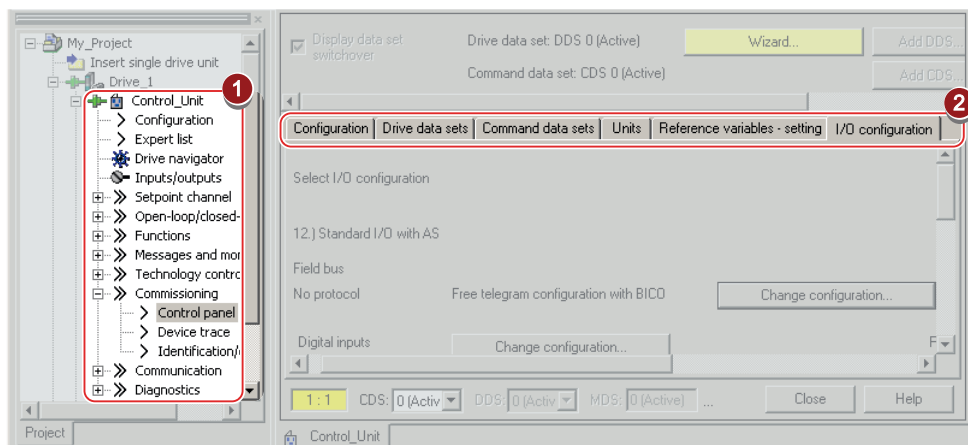 My_Project
Insert single drive unit
Drive_1
1
Control_Unit
Configuration
Expert list
Drive navigator
Inputs/outputs
Setpoint channel
Open-loop/closed-
Functions
Messages and mor
Technology contrc
Commissioning
Control panel
Device trace
Identification/
Communication
Diagnostics
Project
Display data set switchover
Drive data set: DDS 0 (Active)
Wizard...
Add DDS...
Command data set: CDS 0 (Active)
Add CDS...
2
Configuration Drive data sets Command data sets Units Reference variables - setting I/O configuration
Select I/O configuration
12.) Standard I/O with AS
Field bus
No protocol Free telegram configuration with BICO Change configuration...
Digital inputs Change configuration... F
1 : 1 CDS: 0 (Activ DDS: 0 (Activ MDS: 0 (Active) ... Close Help
Control_Unit